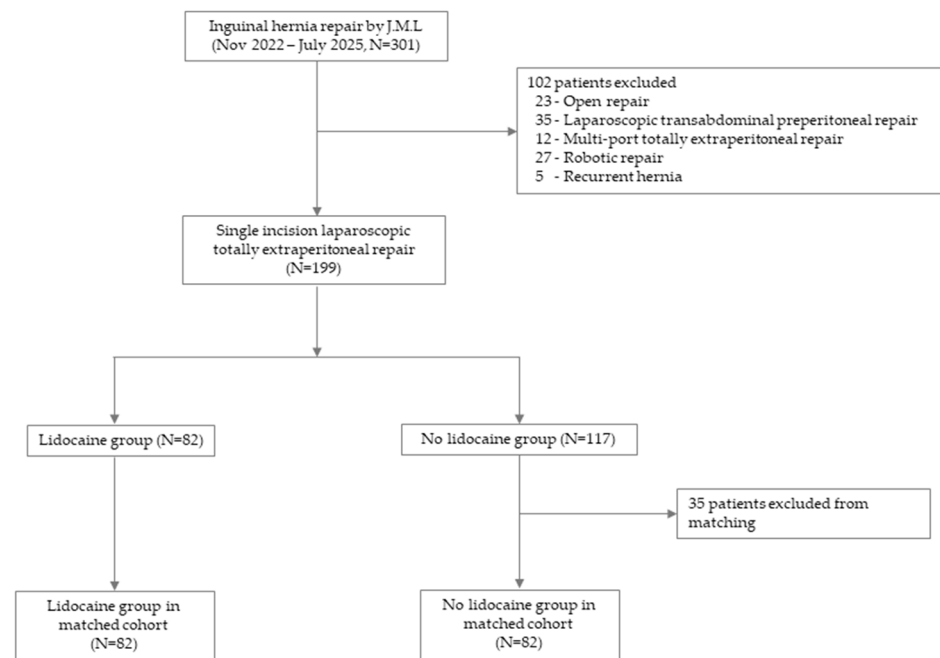 Inguinal hernia repair by J.M.L
(Nov 2022 – July 2025, N=301)
102 patients excluded
23 - Open repair
35 - Laparoscopic transabdominal preperitoneal repair
12 - Multi-port totally extraperitoneal repair
27 - Robotic repair
5 - Recurrent hernia
Single incision laparoscopic
totally extraperitoneal repair
(N=199)
Lidocaine group (N=82)
No lidocaine group (N=117)
35 patients excluded from
matching
Lidocaine group in
matched cohort
(N=82)
No lidocaine group in
matched cohort
(N=82)